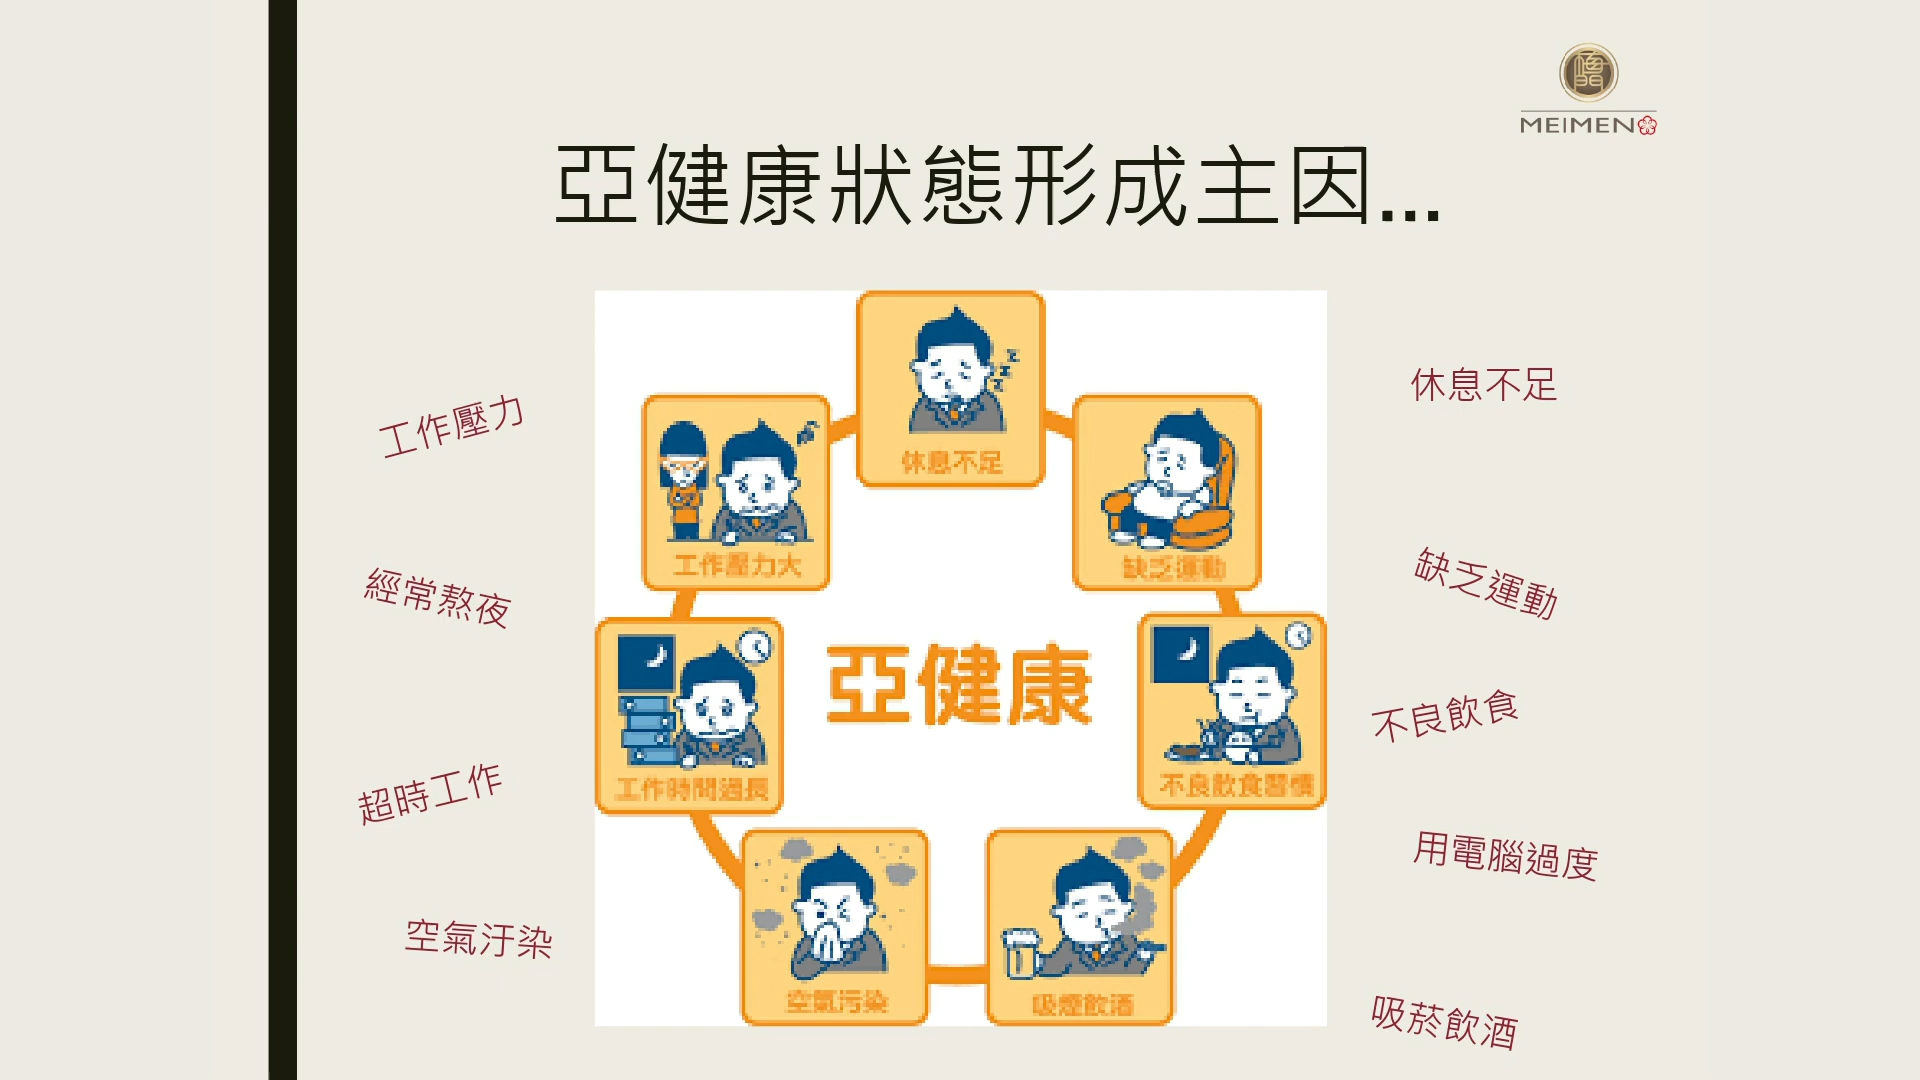 MEIMEN
亞健康狀態形成主因...
休息不足
工作壓力大
缺乏運動
工作時間過長
亞健康
不良飲食習慣
空氣污染
吸煙飲酒
工作壓力
經常熬夜
超時工作
空氣汙染
休息不足
缺乏運動
不良飲食
用電腦過度
吸菸飲酒